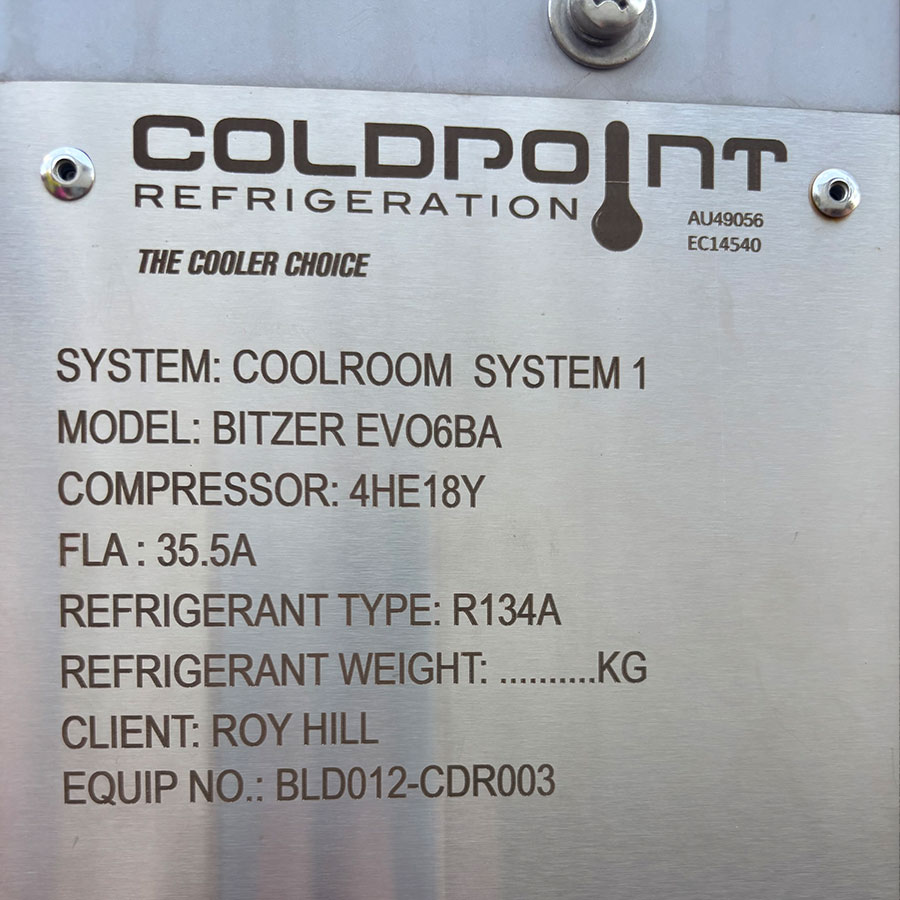 COLDPOINT
REFRIGERATION
AU49056
EC14540
THE COOLER CHOICE
SYSTEM: COOLROOM SYSTEM 1
MODEL: BITZER EVO6BA
COMPRESSOR: 4HE18Y
FLA : 35.5A
REFRIGERANT TYPE: R134A
REFRIGERANT WEIGHT: ..........KG
CLIENT: ROY HILL
EQUIP NO.: BLD012-CDR003